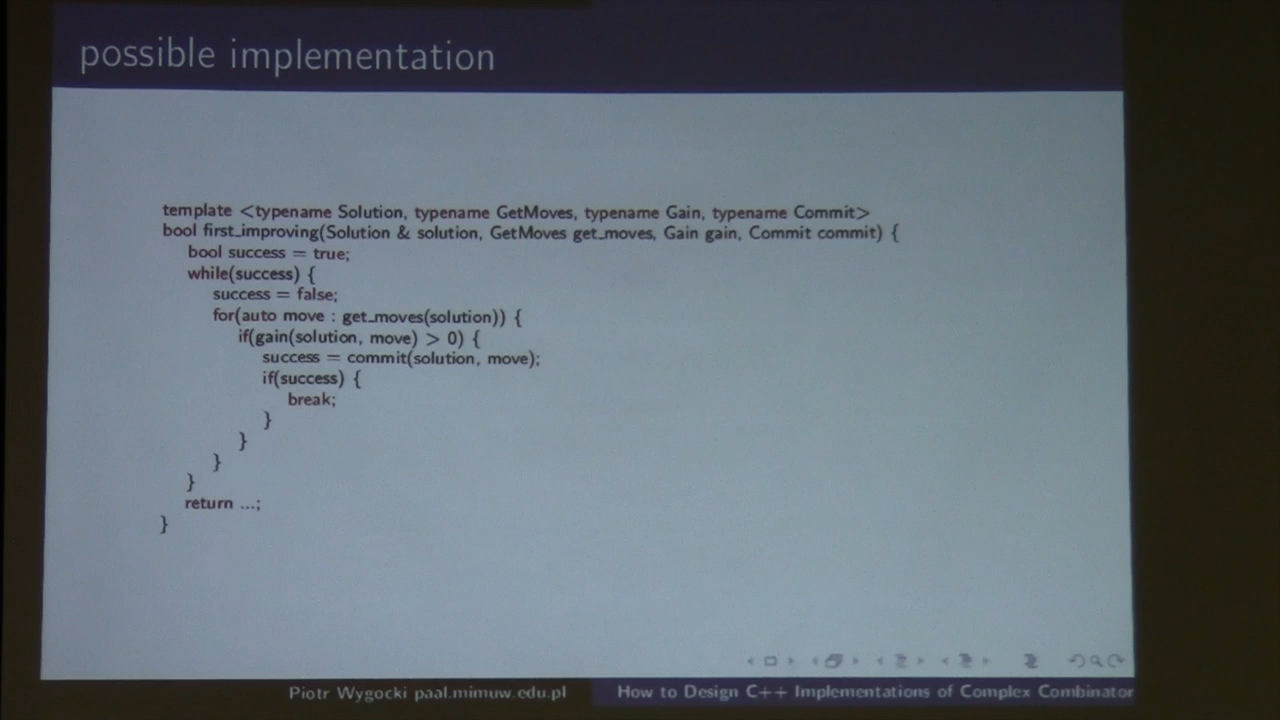 possible implementation
template <typename Solution, typename GetMoves, typename Gain, typename Commit>
bool first_improving(Solution & solution, GetMoves get_moves, Gain gain, Commit commit) {
bool success = true;
while(success) {
success = false;
for(auto move : get_moves(solution)) {
if(gain(solution, move) > 0) {
success = commit(solution, move);
if(success) {
break;
}
}
}
}
return ...;
}
Piotr Wygocki paal.mimuw.edu.pl
How to Design C++ Implementations of Complex Combinator